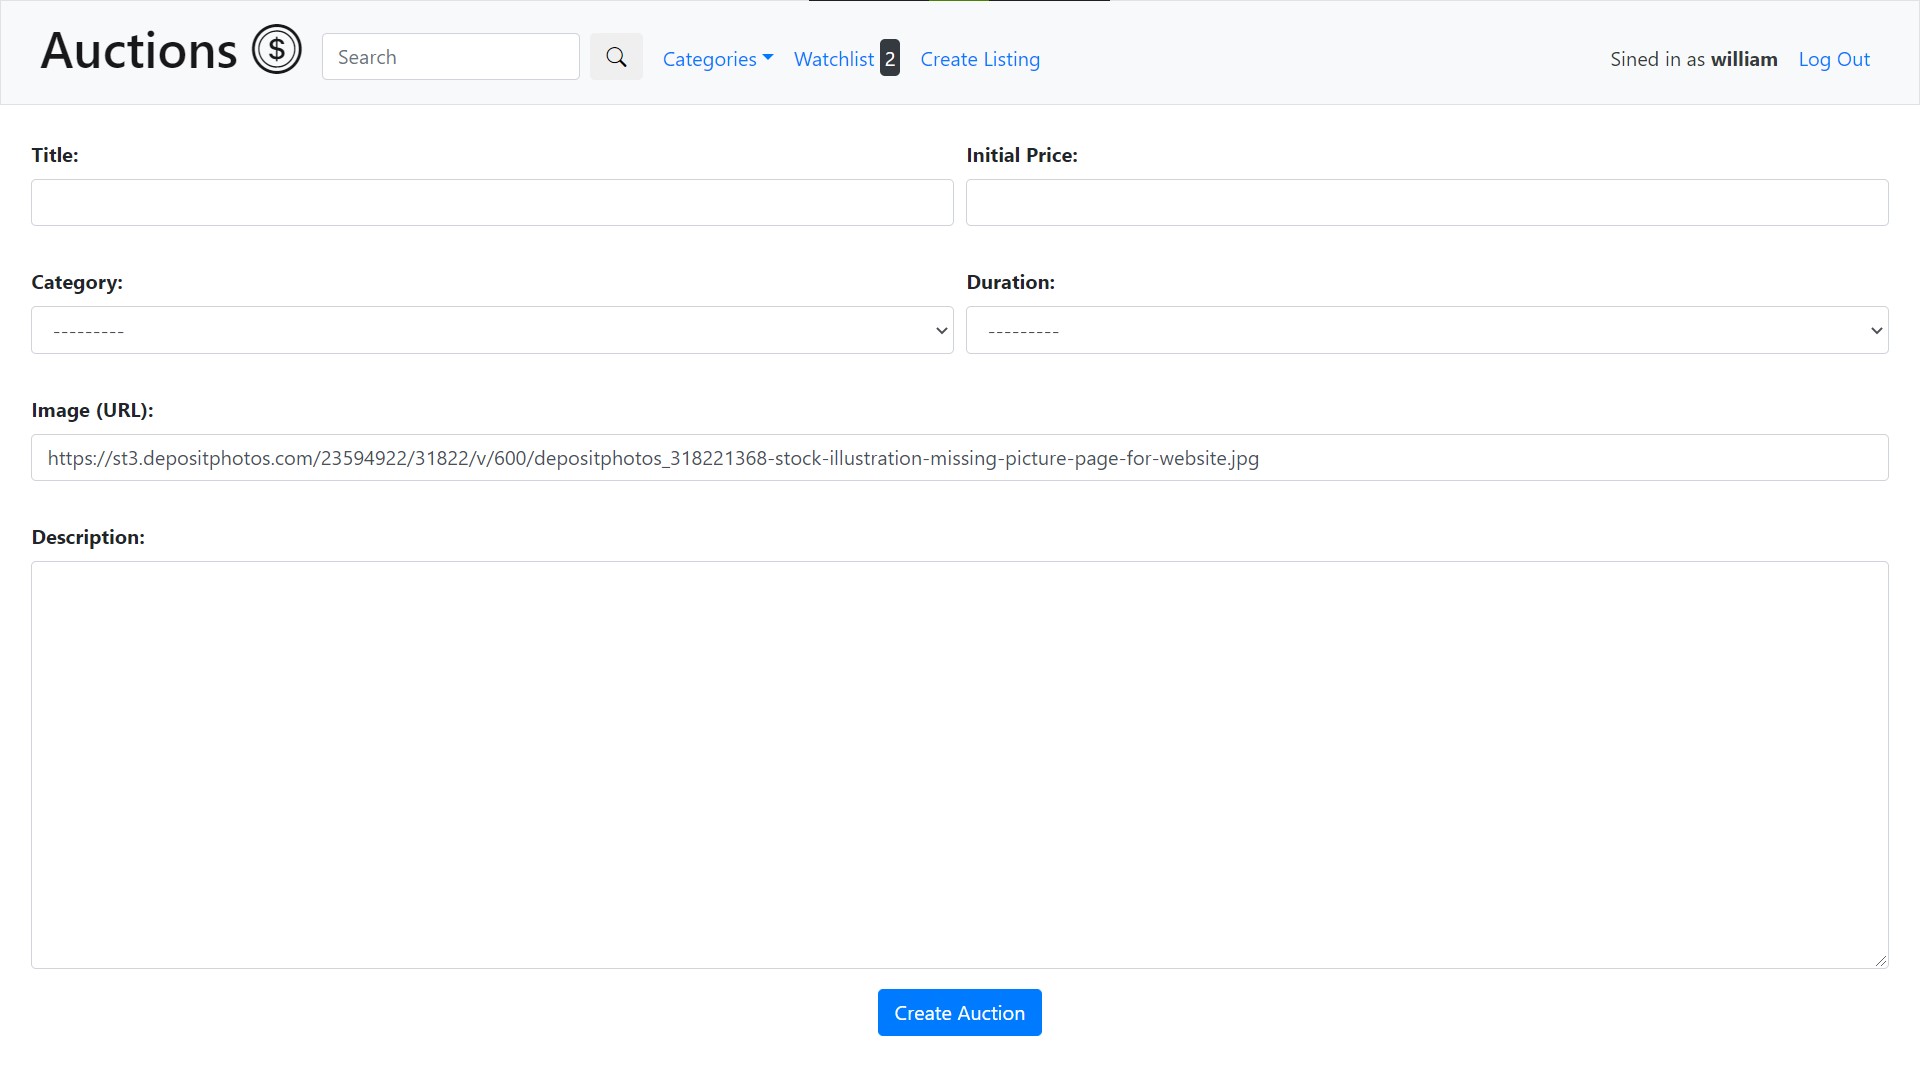 Auctions $ Search Categories Watchlist 2 Create Listing Sined in as william Log Out
Title: Initial Price:
Category: Duration:
--------- ---------
Image (URL):
https://st3.depositphotos.com/23594922/31822/v/600/depositphotos_318221368-stock-illustration-missing-picture-page-for-website.jpg
Description:
Create Auction